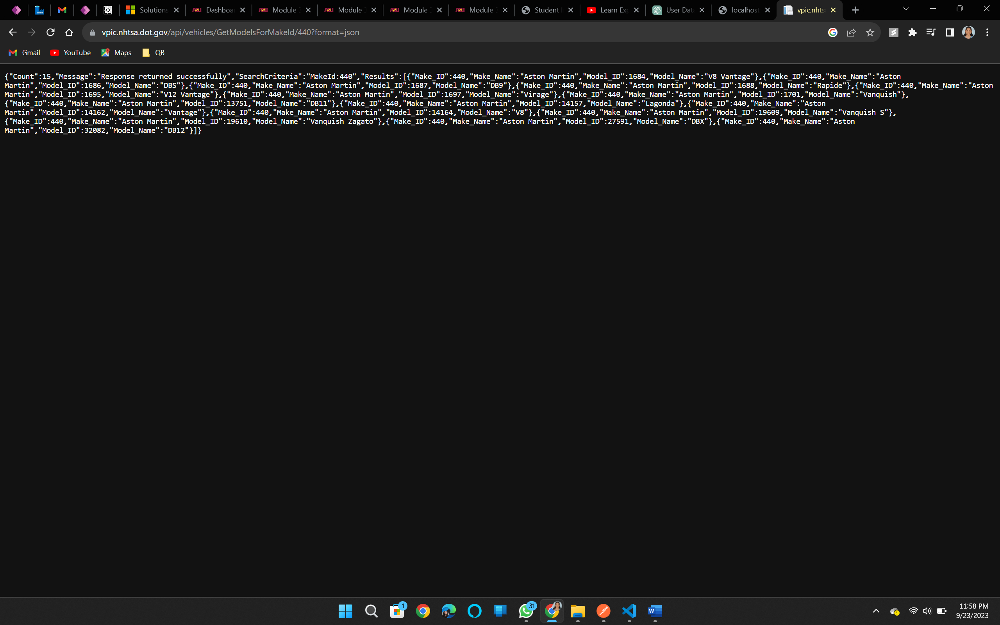 Solutions
Dashboa
Module 3
Module 3
Module 3
Module 3
Student
Learn Exp
User Data
localhost
vpic.nhts
vpic.nhtsa.dot.gov/api/vehicles/GetModelsForMakeId/440?format=json
Gmail YouTube Maps QB
{"Count":15,"Message":"Response returned successfully","SearchCriteria":"MakeId:440","Results":[{"Make_ID":440,"Make_Name":"Aston Martin","Model_ID":1684,"Model_Name":"V8 Vantage"},{"Make_ID":440,"Make_Name":"Aston
Martin","Model_ID":1686,"Model_Name":"DBS"},{"Make_ID":440,"Make_Name":"Aston Martin","Model_ID":1687,"Model_Name":"DB9"},{"Make_ID":440,"Make_Name":"Aston Martin","Model_ID":1688,"Model_Name":"Rapide"},{"Make_ID":440,"Make_Name":"Aston
Martin","Model_ID":1695,"Model_Name":"V12 Vantage"},{"Make_ID":440,"Make_Name":"Aston Martin","Model_ID":1697,"Model_Name":"Virage"},{"Make_ID":440,"Make_Name":"Aston Martin","Model_ID":1701,"Model_Name":"Vanquish"},
{"Make_ID":440,"Make_Name":"Aston Martin","Model_ID":13751,"Model_Name":"DB11"},{"Make_ID":440,"Make_Name":"Aston Martin","Model_ID":14157,"Model_Name":"Lagonda"},{"Make_ID":440,"Make_Name":"Aston
Martin","Model_ID":14162,"Model_Name":"Vantage"},{"Make_ID":440,"Make_Name":"Aston Martin","Model_ID":14164,"Model_Name":"V8"},{"Make_ID":440,"Make_Name":"Aston Martin","Model_ID":19609,"Model_Name":"Vanquish S"},
{"Make_ID":440,"Make_Name":"Aston Martin","Model_ID":19610,"Model_Name":"Vanquish Zagato"},{"Make_ID":440,"Make_Name":"Aston Martin","Model_ID":27591,"Model_Name":"DBX"},{"Make_ID":440,"Make_Name":"Aston
Martin","Model_ID":32082,"Model_Name":"DB12"}]}
1
31
11:58 PM
9/23/2023